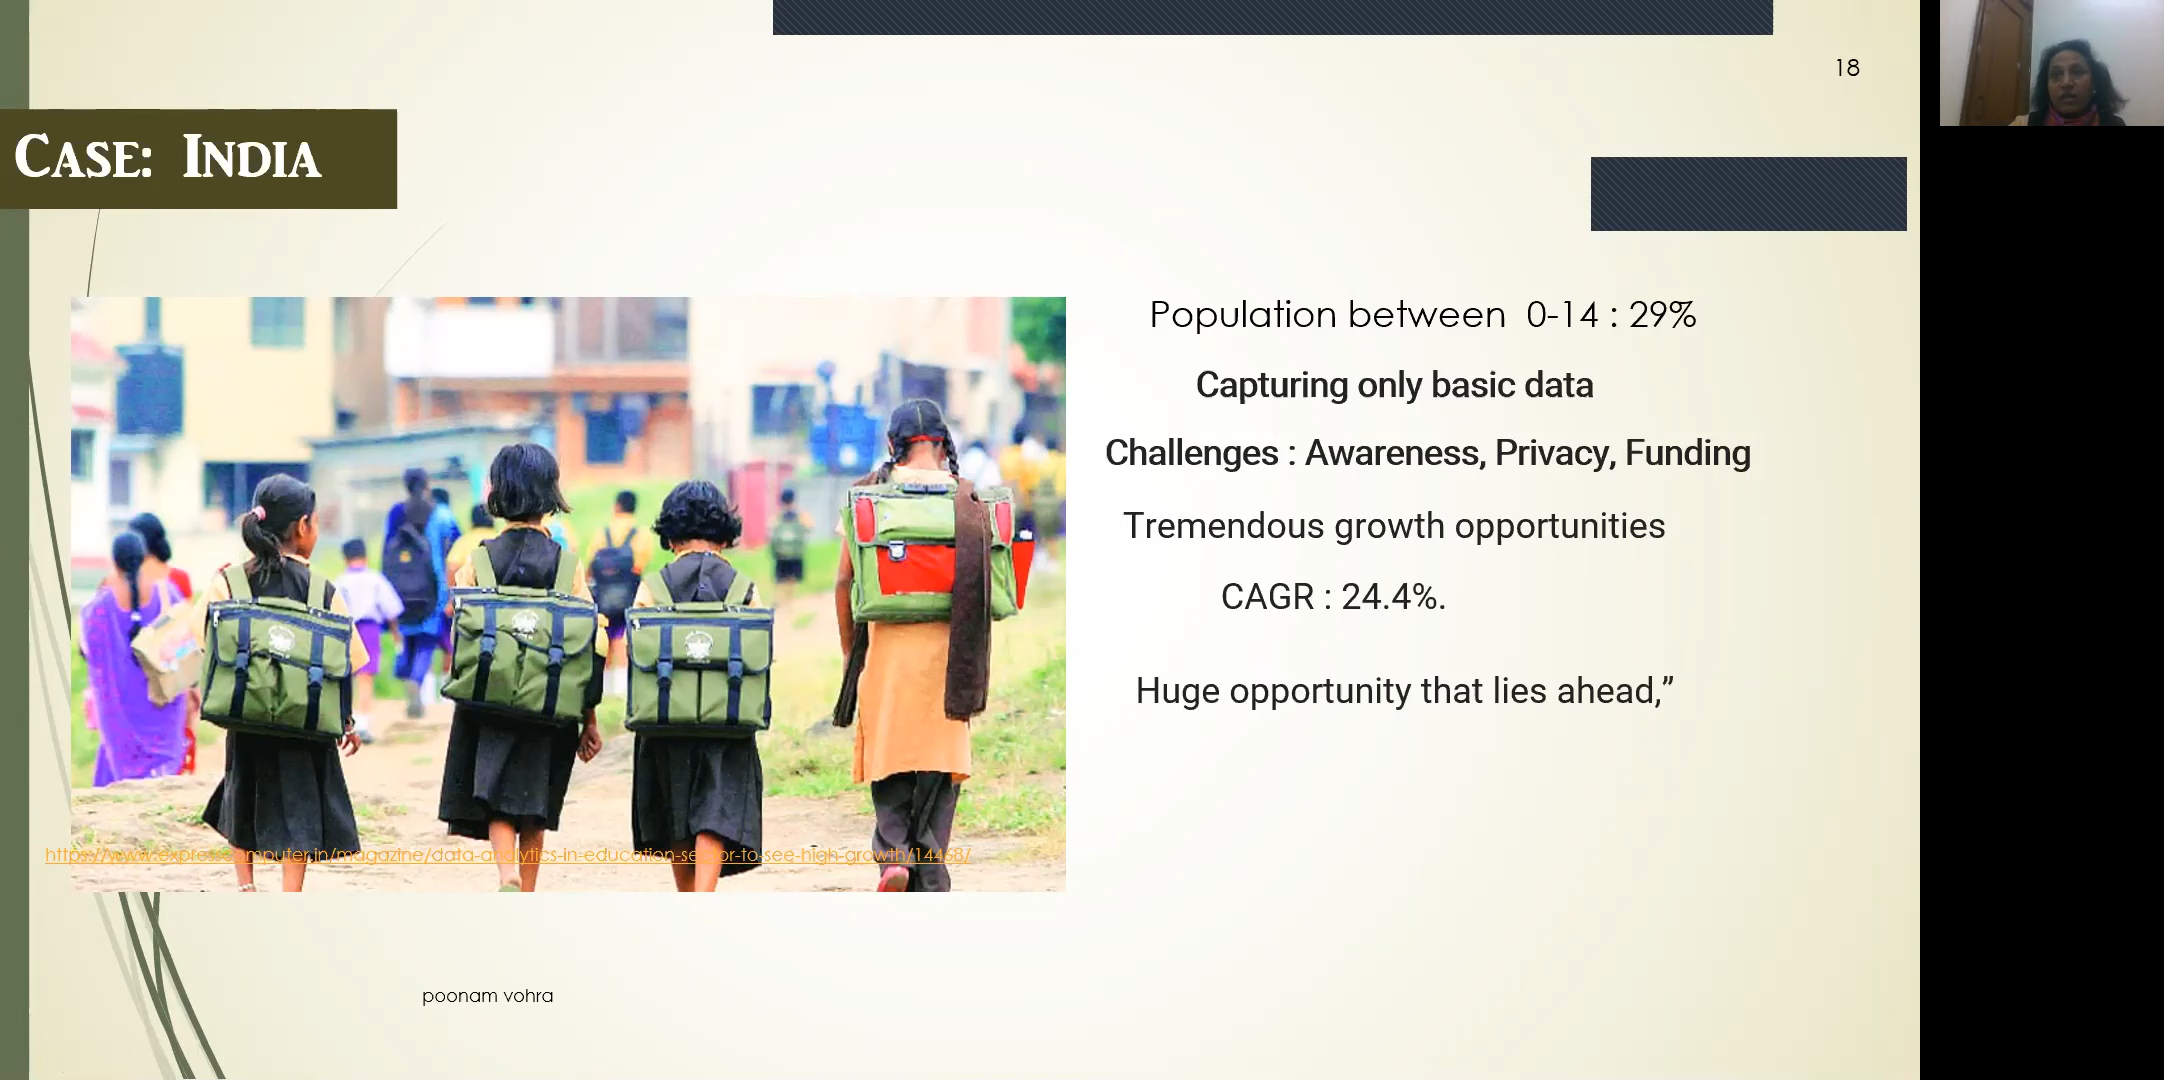 18
CASE: INDIA
Population between 0-14 : 29%
Capturing only basic data
Challenges : Awareness, Privacy, Funding
Tremendous growth opportunities
CAGR : 24.4%.
Huge opportunity that lies ahead,”
https://www.expresscomputer.in/magazine/data-analytics-in-education-sector-to-see-high-growth/14468/
poonam vohra